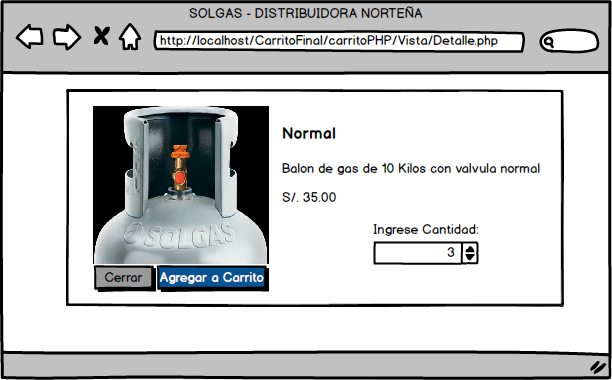 SOLGAS - DISTRIBUIDORA NORTEÑA
http://localhost/CarritoFinal/carritoPHP/Vista/Detalle.php
SOLGAS
Normal
Balon de gas de 10 Kilos con valvula normal
S/. 35.00
Ingrese Cantidad:
3
Cerrar
Agregar a Carrito